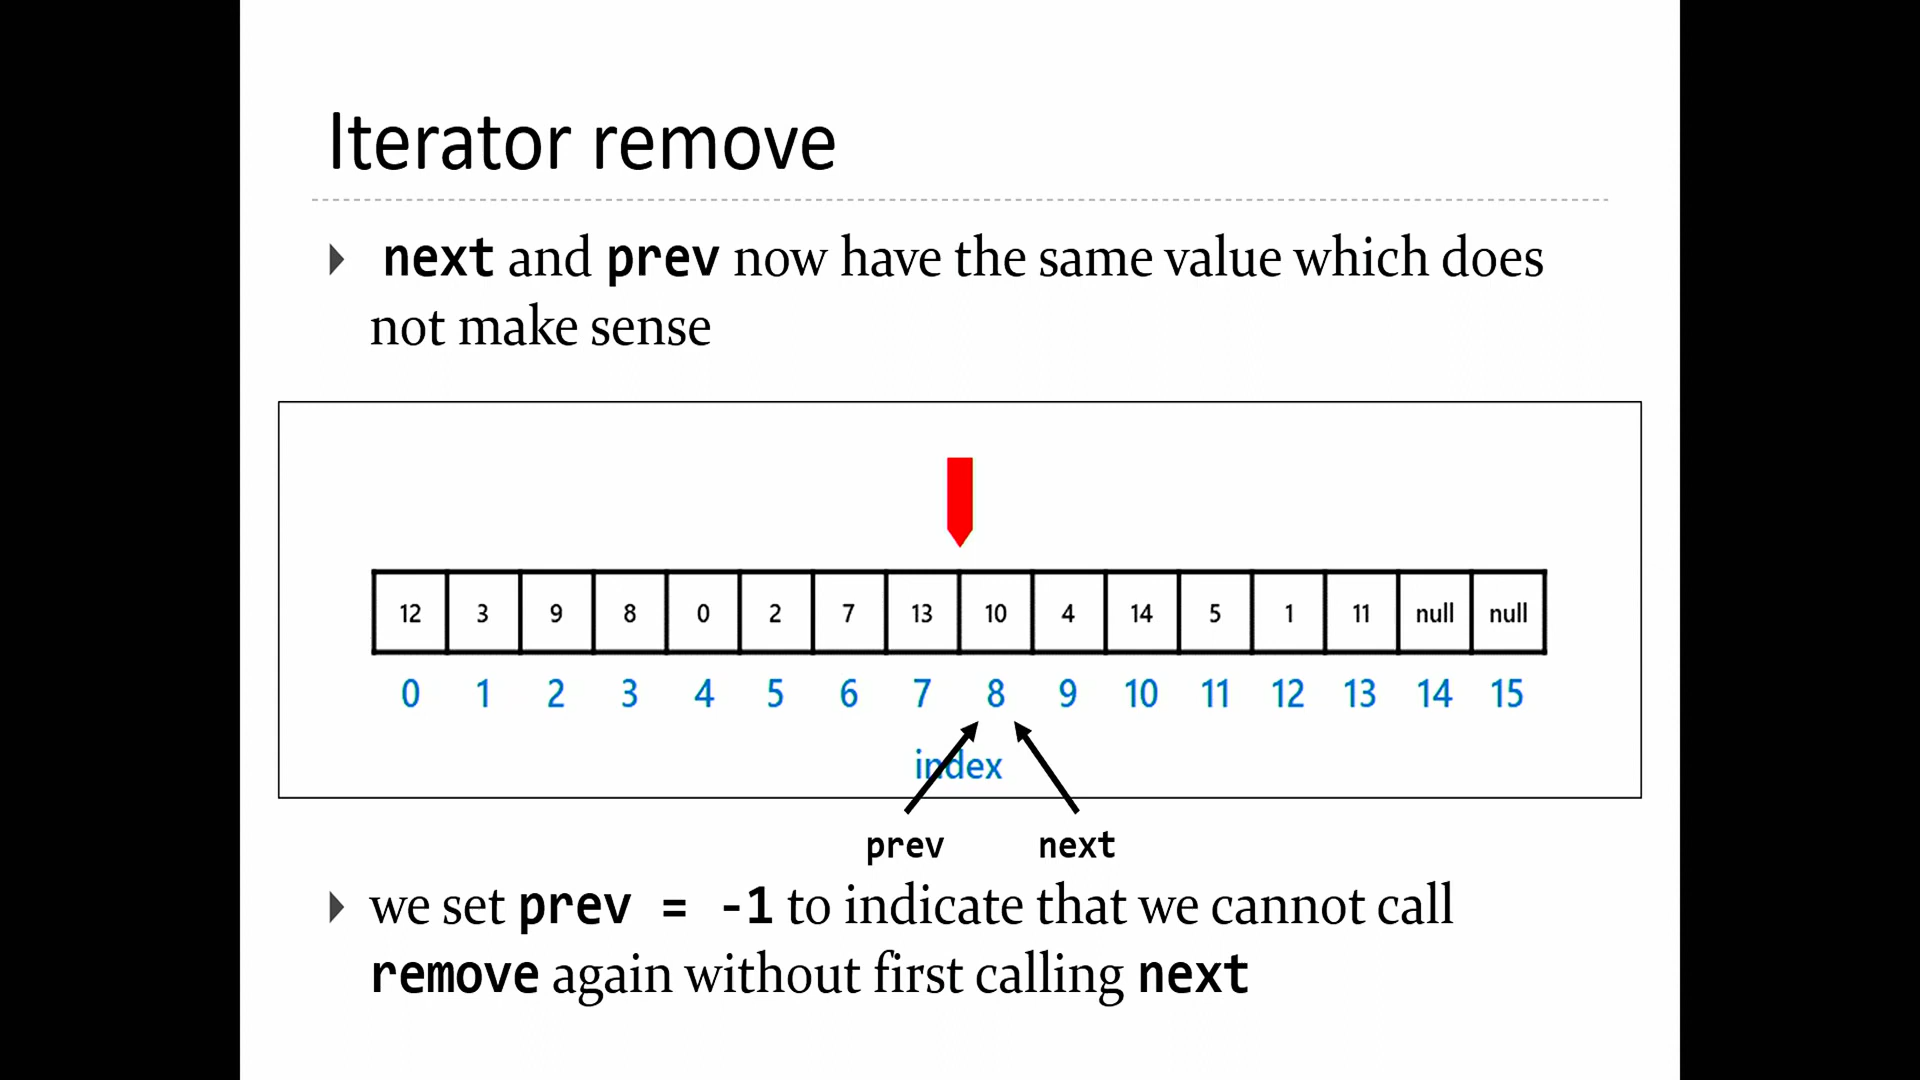 Iterator remove
next and prev now have the same value which does
not make sense
12 3 9 8 0 2 7 13 10 4 14 5 1 11 null null
0 1 2 3 4 5 6 7 8 9 10 11 12 13 14 15
index
prev next
we set prev = -1 to indicate that we cannot call
remove again without first calling next